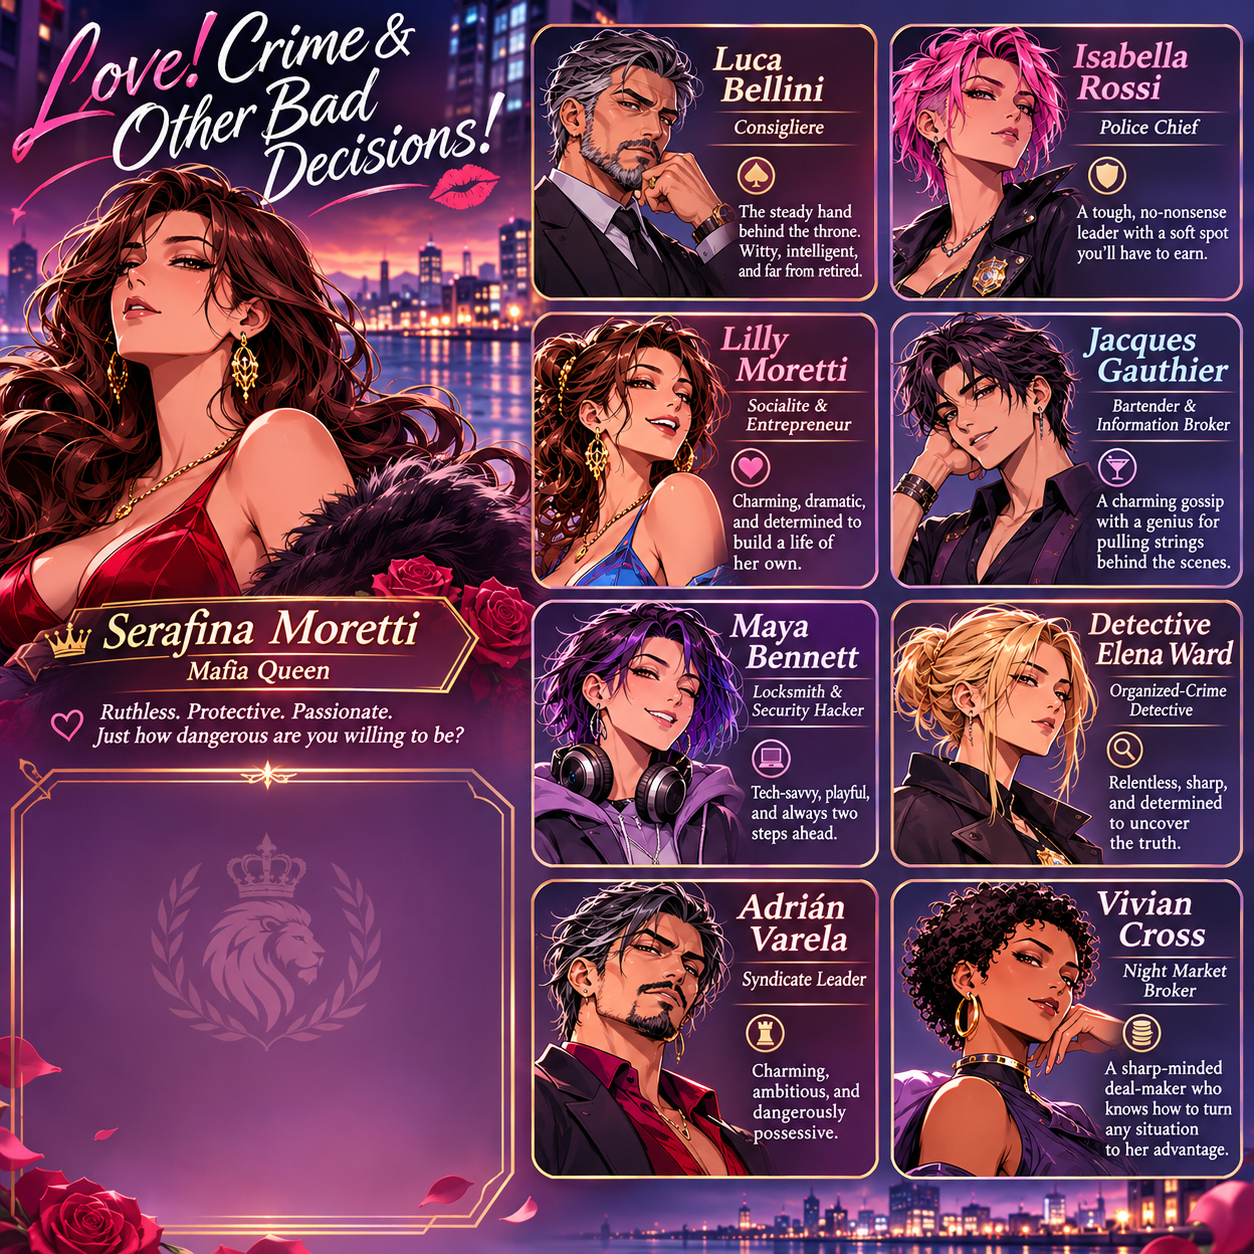 Love! Crime &
Other Bad
Decisions!
Serafina Moretti
Mafia Queen
Ruthless. Protective. Passionate.
Just how dangerous are you willing to be?
Luca
Bellini
Consigliere
The steady hand
behind the throne.
Witty, intelligent,
and far from retired.
Isabella
Rossi
Police Chief
A tough, no-nonsense
leader with a soft spot
you'll have to earn.
Lilly
Moretti
Socialite &
Entrepreneur
Charming, dramatic,
and determined to
build a life of
her own.
Jacques
Gauthier
Bartender &
Information Broker
A charming gossip
with a genius for
pulling strings
behind the scenes.
Maya
Bennett
Locksmith &
Security Hacker
Tech-savvy, playful,
and always two
steps ahead.
Detective
Elena Ward
Organized-Crime
Detective
Relentless, sharp,
and determined
to uncover
the truth.
Adrián
Varela
Syndicate Leader
Charming,
ambitious, and
dangerously
possessive.
Vivian
Cross
Night Market
Broker
A sharp-minded
deal-maker who
knows how to turn
any situation
to her advantage.